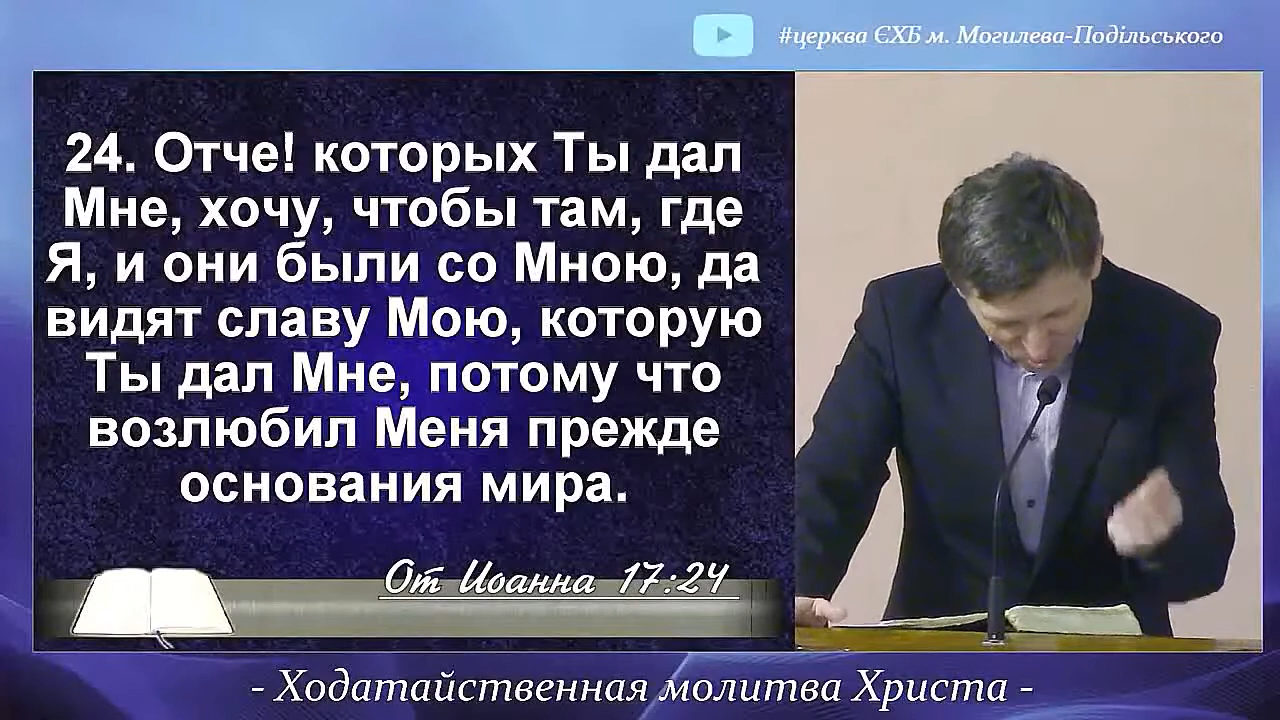 #церква ЄХБ м. Могилева-Подільського
24. Отче! которых Ты дал
Мне, хочу, чтобы там, где
Я, и они были со Мною, да
видят славу Мою, которую
Ты дал Мне, потому что
возлюбил Меня прежде
основания мира.
От Иоанна 17:24
- Ходатайственная молитва Христа -